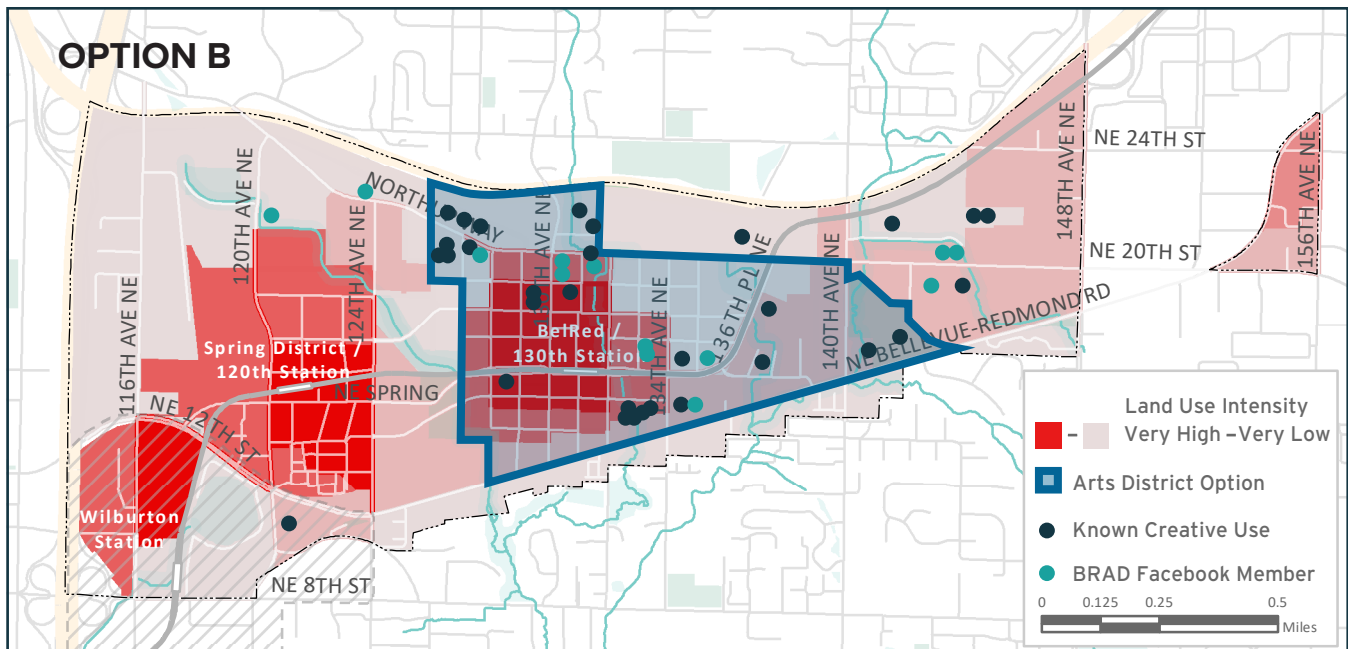 OPTION B
NE 24TH ST
148TH AVE NE
156TH AVE NE
120TH AVE NE
NORTHUP WAY
124TH AVE NE
AVE NE
NE 20TH ST
136TH PL NE
140TH AVE NE
NE BELLEVUE-REDMOND RD
116TH AVE NE
Spring District /
120th Station
BelRed /
130th Station
134TH AVE NE
NE SPRING
NE 12TH ST
Wilburton
Station
NE 8TH ST
Land Use Intensity
– Very High –Very Low
Arts District Option
Known Creative Use
BRAD Facebook Member
0 0.125 0.25 0.5
Miles